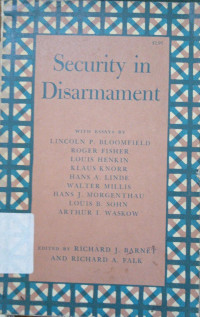 Security in
Disarmament
WITH ESSAYS BY
LINCOLN P. BLOOMFIELD
ROGER FISHER
LOUIS HENKIN
KLAUS KNORR
HANS A. LINDE
WALTER MILLIS
HANS J. MORGENTHAU
LOUIS B. SOHN
ARTHUR I. WASKOW
EDITED BY RICHARD J. BARNET
AND RICHARD A. FALK